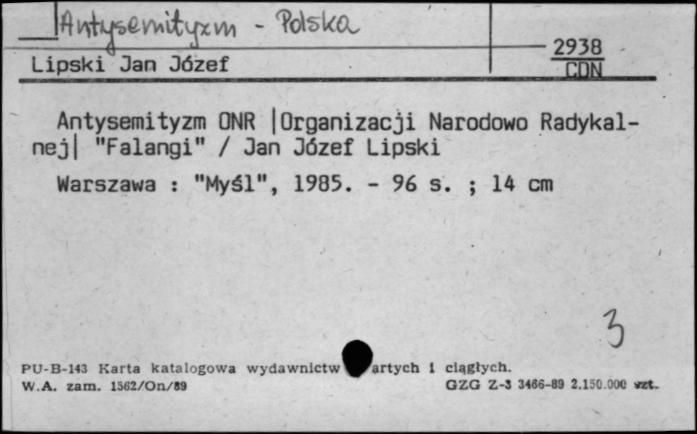 Antysemityzm - Polska
2938
CDN
Lipski Jan Józef
Antysemityzm ONR |Organizacji Narodowo Radykal-
nej| "Falangi" / Jan Józef Lipski
Warszawa : "Myśl", 1985. - 96 s. ; 14 cm
3
PU-B-143 Karta katalogowa wydawnictw artych i ciągłych.
W.A. zam. 1562/On/89 GZG Z-3 3466-89 2.150.000 szt.